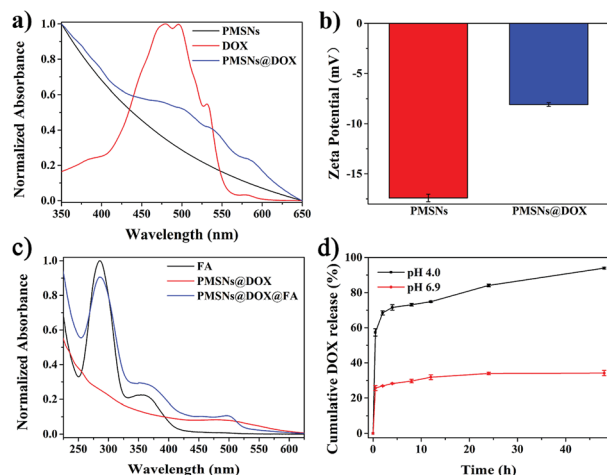 a)
Normalized Absorbance
1.0
0.8
0.6
0.4
0.2
0.0
PMSNs
DOX
PMSNs@DOX
350 400 450 500 550 600 650
Wavelength (nm)
b)
Zeta Potential (mV)
0
-5
-10
-15
PMSNs PMSNs@DOX
c)
Normalized Absorbance
1.0
0.8
0.6
0.4
0.2
0.0
FA
PMSNs@DOX
PMSNs@DOX@FA
250 300 350 400 450 500 550 600
Wavelength (nm)
d)
Cumulative DOX release (%)
100
80
60
40
20
0
pH 4.0
pH 6.9
0 10 20 30 40
Time (h)